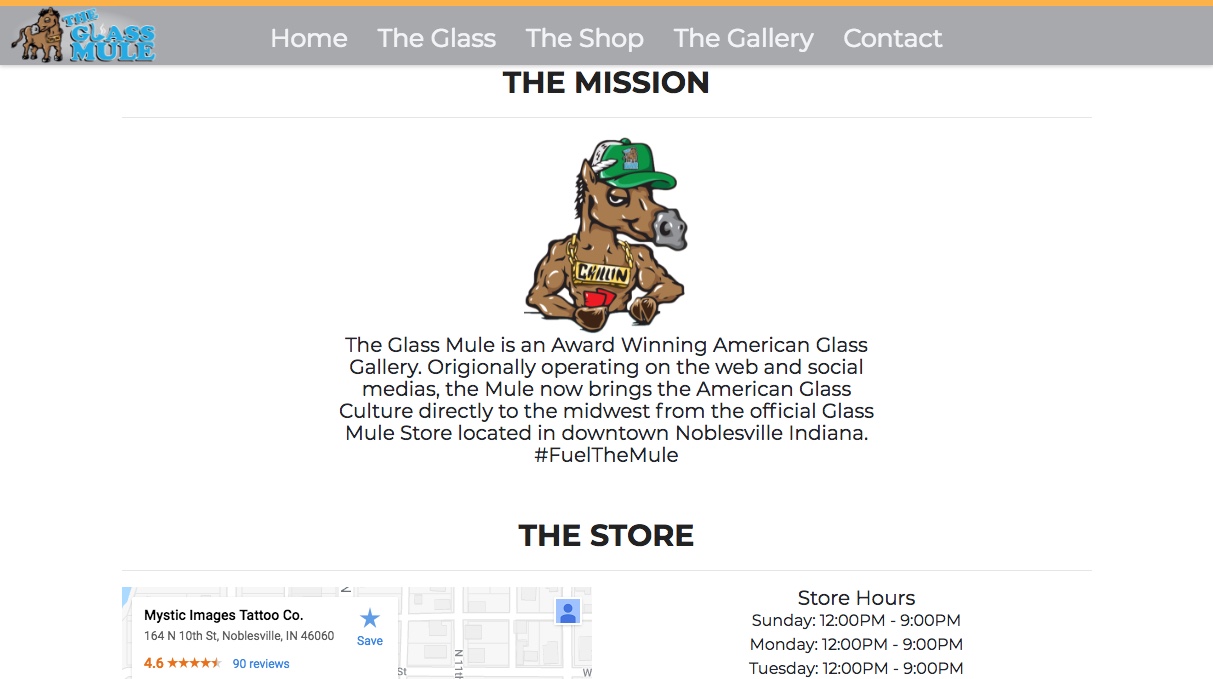 THE
GLASS
MULE
Home The Glass The Shop The Gallery Contact
THE MISSION
CHILLIN
The Glass Mule is an Award Winning American Glass
Gallery. Origionally operating on the web and social
medias, the Mule now brings the American Glass
Culture directly to the midwest from the official Glass
Mule Store located in downtown Noblesville Indiana.
#FuelTheMule
THE STORE
Mystic Images Tattoo Co.
164 N 10th St, Noblesville, IN 46060
4.6 90 reviews
Save
N
St
N 11th
W
Store Hours
Sunday: 12:00PM - 9:00PM
Monday: 12:00PM - 9:00PM
Tuesday: 12:00PM - 9:00PM